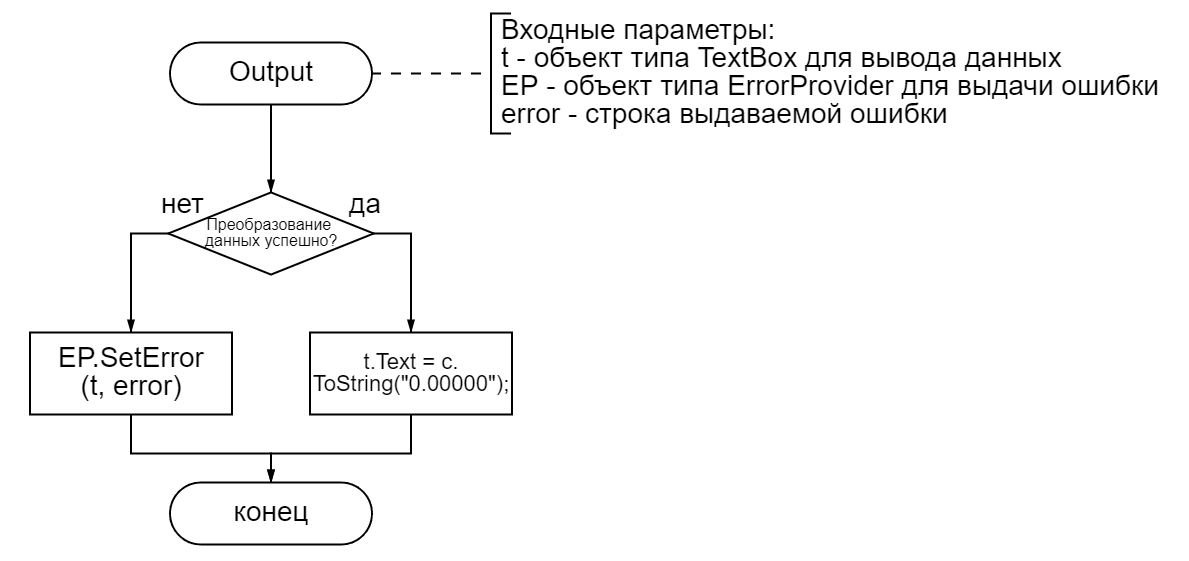 Output
Входные параметры:
t - объект типа TextBox для вывода данных
EP - объект типа ErrorProvider для выдачи ошибки
error - строка выдаваемой ошибки
нет
да
Преобразование
данных успешно?
EP.SetError
(t, error)
t.Text = c.
ToString("0.00000");
конец